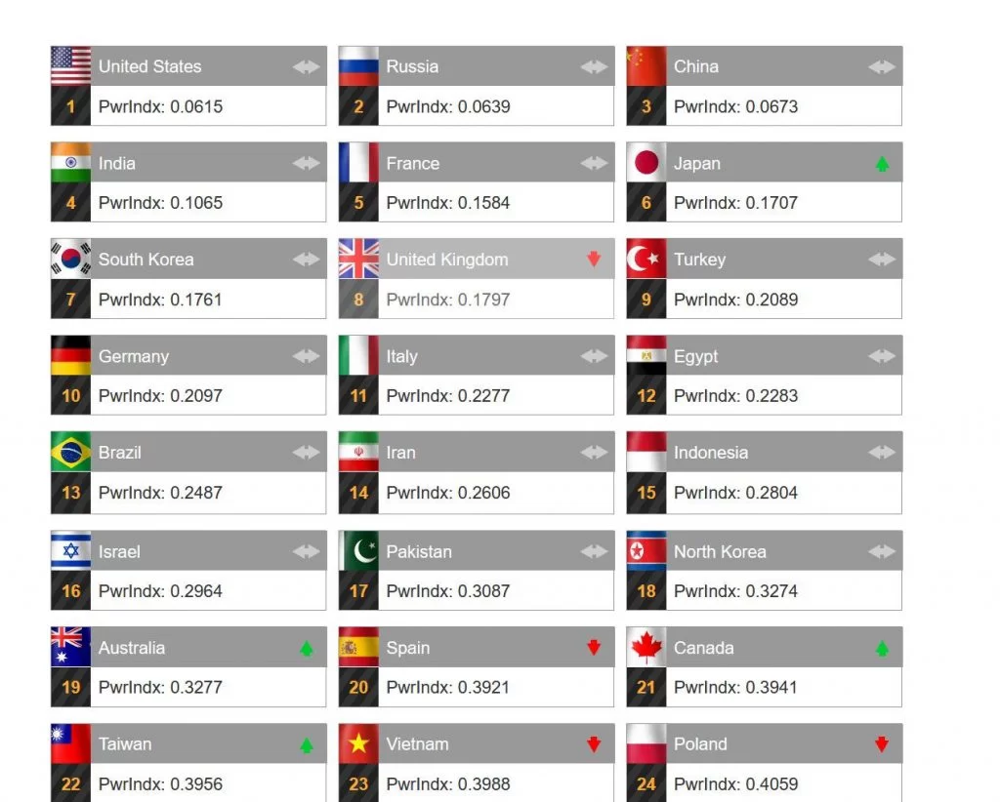 United States
1 PwrIndx: 0.0615
Russia
2 PwrIndx: 0.0639
China
3 PwrIndx: 0.0673
India
4 PwrIndx: 0.1065
France
5 PwrIndx: 0.1584
Japan
6 PwrIndx: 0.1707
South Korea
7 PwrIndx: 0.1761
United Kingdom
8 PwrIndx: 0.1797
Turkey
9 PwrIndx: 0.2089
Germany
10 PwrIndx: 0.2097
Italy
11 PwrIndx: 0.2277
Egypt
12 PwrIndx: 0.2283
Brazil
13 PwrIndx: 0.2487
Iran
14 PwrIndx: 0.2606
Indonesia
15 PwrIndx: 0.2804
Israel
16 PwrIndx: 0.2964
Pakistan
17 PwrIndx: 0.3087
North Korea
18 PwrIndx: 0.3274
Australia
19 PwrIndx: 0.3277
Spain
20 PwrIndx: 0.3921
Canada
21 PwrIndx: 0.3941
Taiwan
22 PwrIndx: 0.3956
Vietnam
23 PwrIndx: 0.3988
Poland
24 PwrIndx: 0.4059